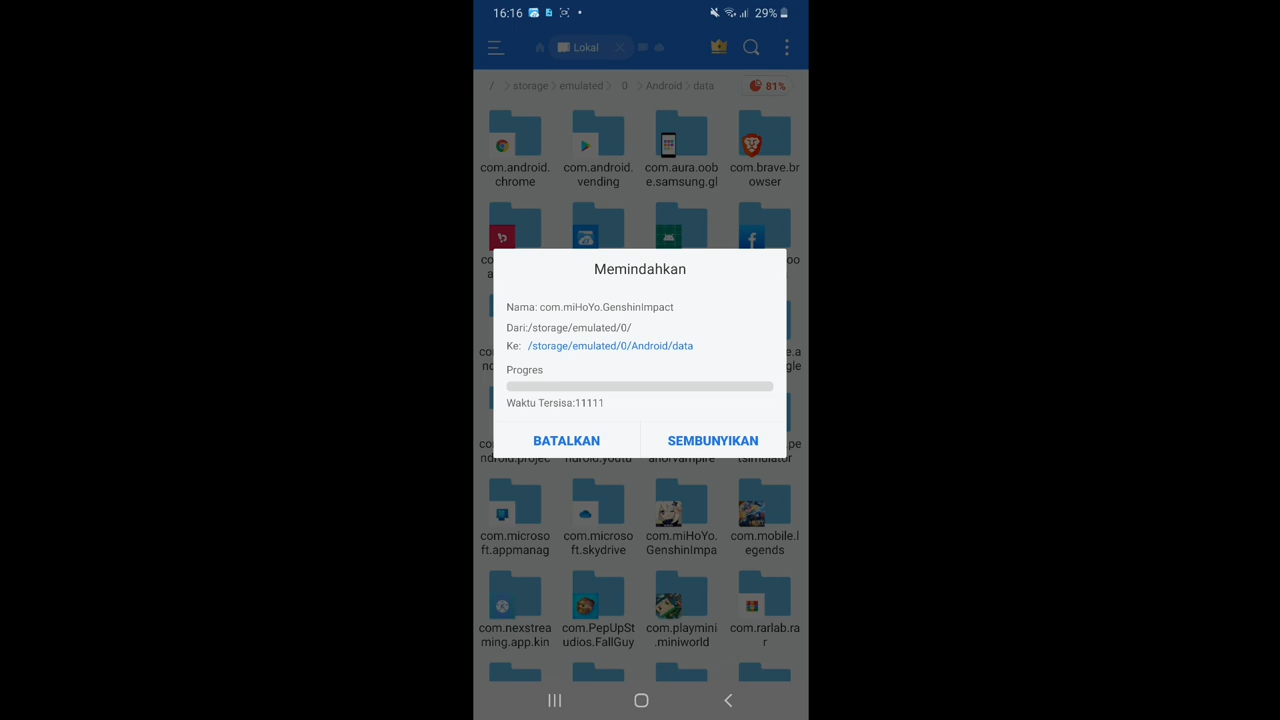 16:16
29%
Lokal
/ storage emulated 0 Android data
81%
com.android.
chrome
com.android.
vending
com.aura.oob
e.samsung.gl
com.brave.br
owser
Memindahkan
Nama: com.miHoYo.GenshinImpact
Dari:/storage/emulated/0/
Ke: /storage/emulated/0/Android/data
Progres
Waktu Tersisa:11111
BATALKAN
SEMBUNYIKAN
com.microso
ft.appmanag
com.microso
ft.skydrive
com.miHoYo.
GenshinImpa
com.mobile.l
egends
com.nexstrea
ming.app.kin
com.PepUpSt
udios.FallGuy
com.playmini
.miniworld
com.rarlab.ra
r